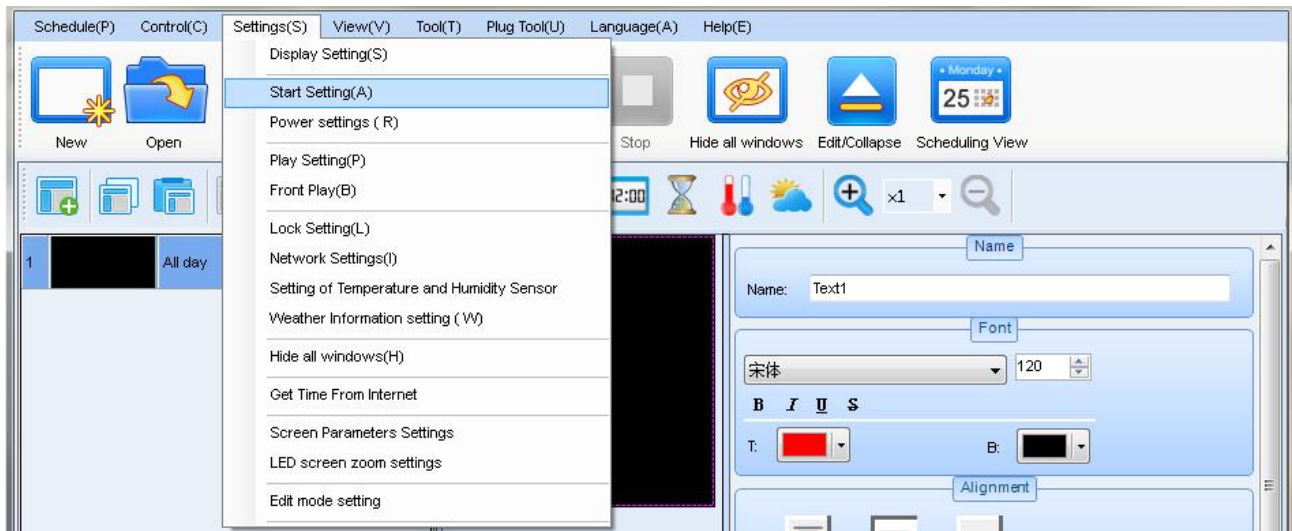 Schedule(P) Control(C) Settings(S) View(V) Tool(T) Plug Tool(U) Language(A) Help(E)
Display Setting(S)
Start Setting(A)
Power settings ( R)
Play Setting(P)
Front Play(B)
Lock Setting(L)
Network Settings(I)
Setting of Temperature and Humidity Sensor
Weather Information setting ( W)
Hide all windows(H)
Get Time From Internet
Screen Parameters Settings
LED screen zoom settings
Edit mode setting
• Monday •
25
New Open Stop Hide all windows Edit/Collapse Scheduling View
12:00 x1
1 All day
Name
Name: Text1
Font
宋体 120
B I U S
T: B:
Alignment